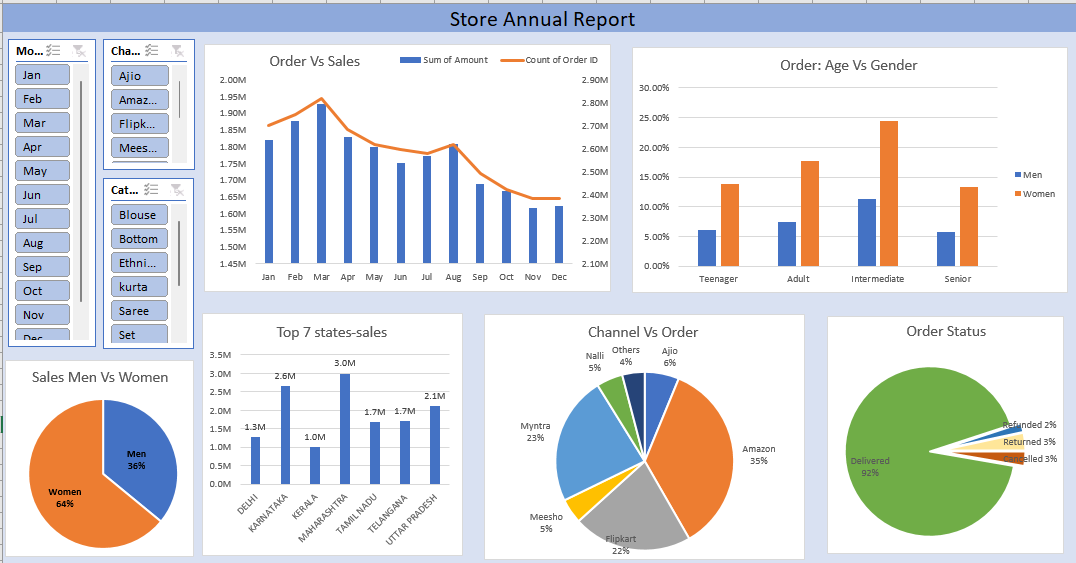 Store Annual Report
Mo...
Jan
Feb
Mar
Apr
May
Jun
Jul
Aug
Sep
Oct
Nov
Dec
Cha...
Ajio
Amaz...
Flipk...
Mees...
Cat...
Blouse
Bottom
Ethni...
kurta
Saree
Set
Order Vs Sales
Sum of Amount
Count of Order ID
2.00M
1.95M
1.90M
1.85M
1.80M
1.75M
1.70M
1.65M
1.60M
1.55M
1.50M
1.45M
2.90M
2.80M
2.70M
2.60M
2.50M
2.40M
2.30M
2.20M
2.10M
Jan Feb Mar Apr May Jun Jul Aug Sep Oct Nov Dec
Order: Age Vs Gender
30.00%
25.00%
20.00%
15.00%
10.00%
5.00%
0.00%
Teenager Adult Intermediate Senior
Men
Women
Sales Men Vs Women
Men
36%
Women
64%
Top 7 states-sales
3.5M
3.0M
2.5M
2.0M
1.5M
1.0M
0.5M
0.0M
1.3M
2.6M
1.0M
3.0M
1.7M
1.7M
2.1M
DELHI
KARNATAKA
KERALA
MAHARASHTRA
TAMIL NADU
TELANGANA
UTTAR PRADESH
Channel Vs Order
Ajio
6%
Amazon
35%
Flipkart
22%
Meesho
5%
Myntra
23%
Nalli
5%
Others
4%
Order Status
Refunded 2%
Returned 3%
Cancelled 3%
Delivered
92%